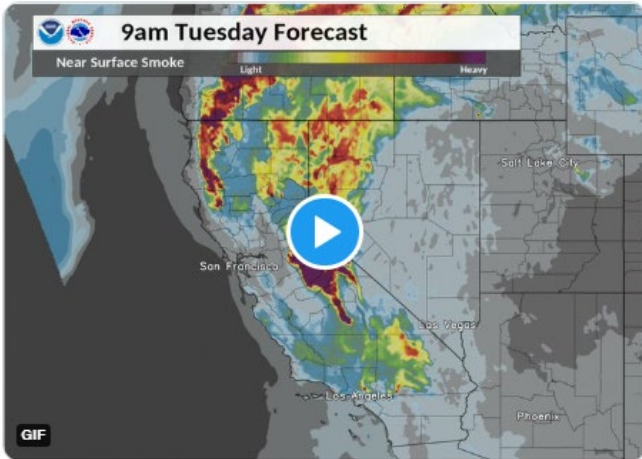 9am Tuesday Forecast
Near Surface Smoke
Light
Heavy
Salt Lake City
San Francisco
Las Vegas
Los Angeles
Phoenix
GIF